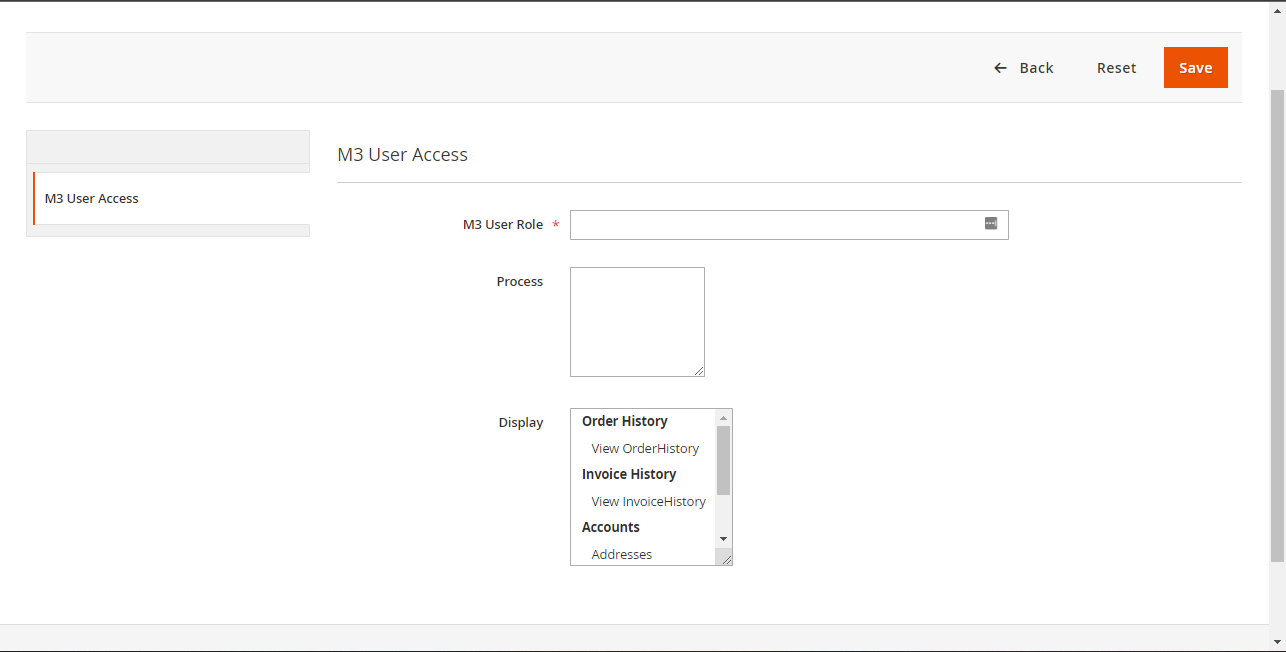 Back
Reset
Save
M3 User Access
M3 User Access
M3 User Role *
Process
Display
Order History
View OrderHistory
Invoice History
View InvoiceHistory
Accounts
Addresses